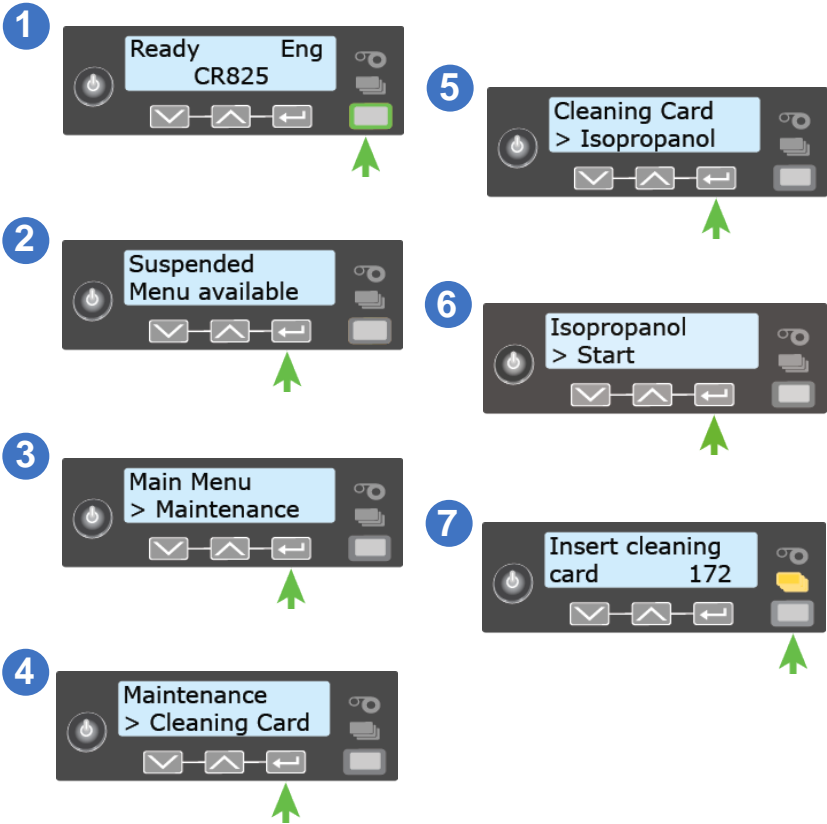 1
Ready Eng
CR825
2
Suspended
Menu available
3
Main Menu
> Maintenance
4
Maintenance
> Cleaning Card
5
Cleaning Card
> Isopropanol
6
Isopropanol
> Start
7
Insert cleaning
card 172